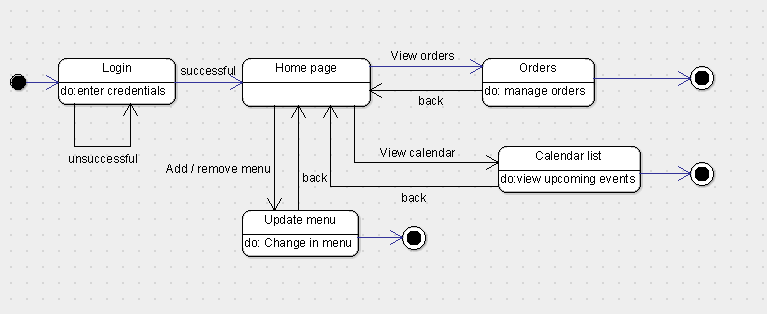 View orders
Login
successful
Home page
Orders
do:enter credentials
do: manage orders
back
unsuccessful
View calendar
Calendar list
Add / remove menu
back
do:view upcoming events
back
Update menu
do: Change in menu